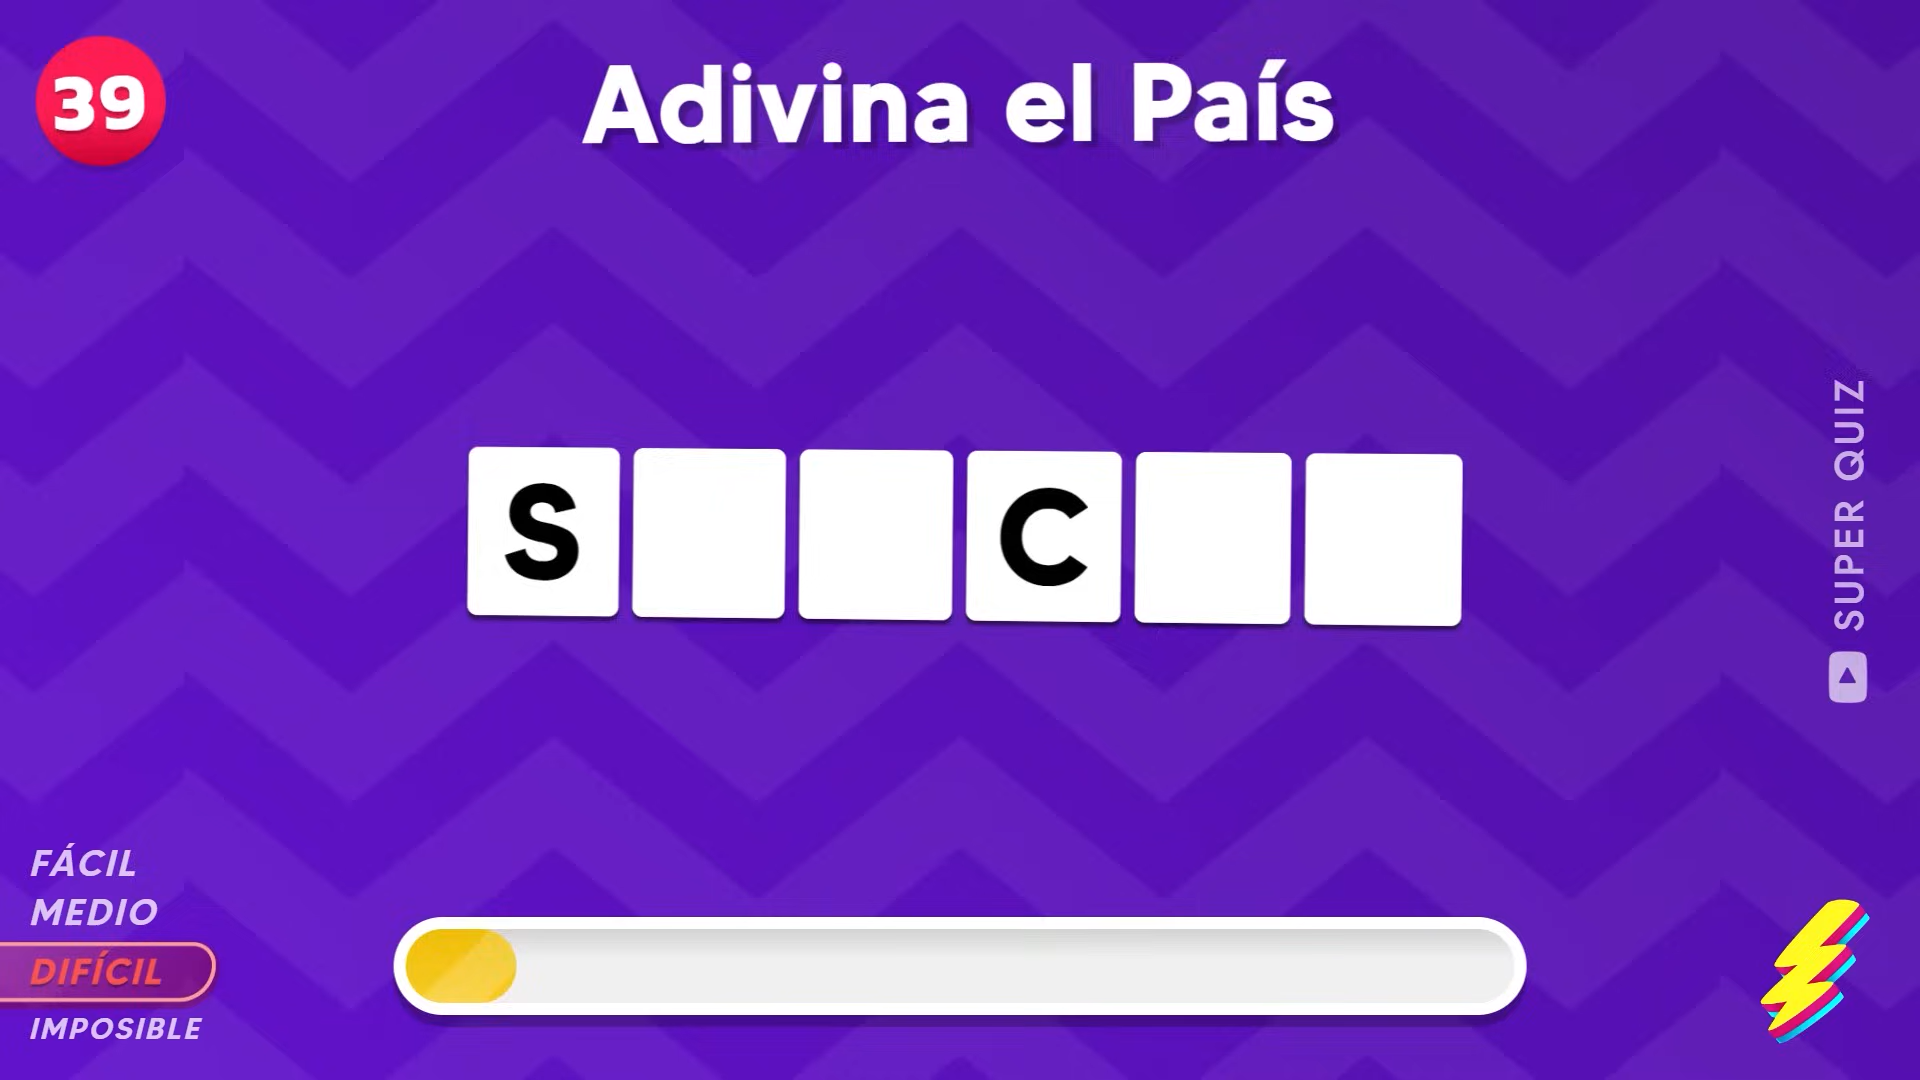 39
Adivina el País
S C
SUPER QUIZ
FÁCIL
MEDIO
DIFÍCIL
IMPOSIBLE